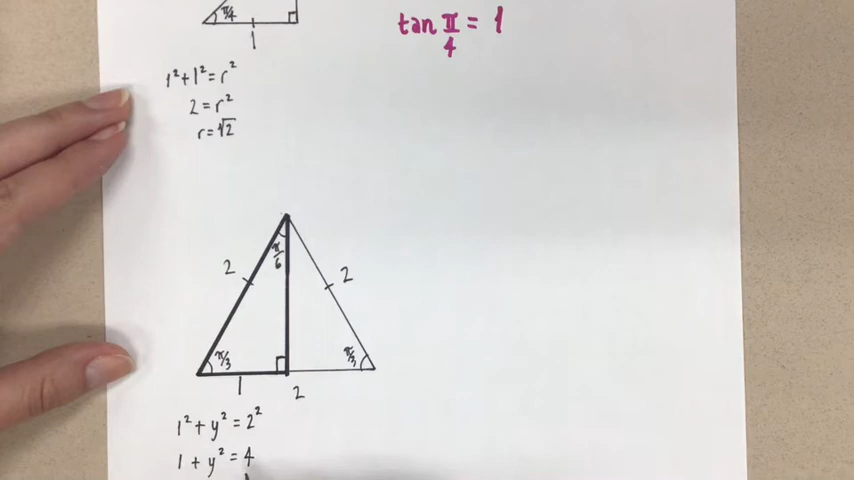 π/4
1
tan π/4 = 1
1² + 1² = r²
2 = r²
r = √2
π/6
2
2
π/3
π/3
1
2
1² + y² = 2²
1 + y² = 4